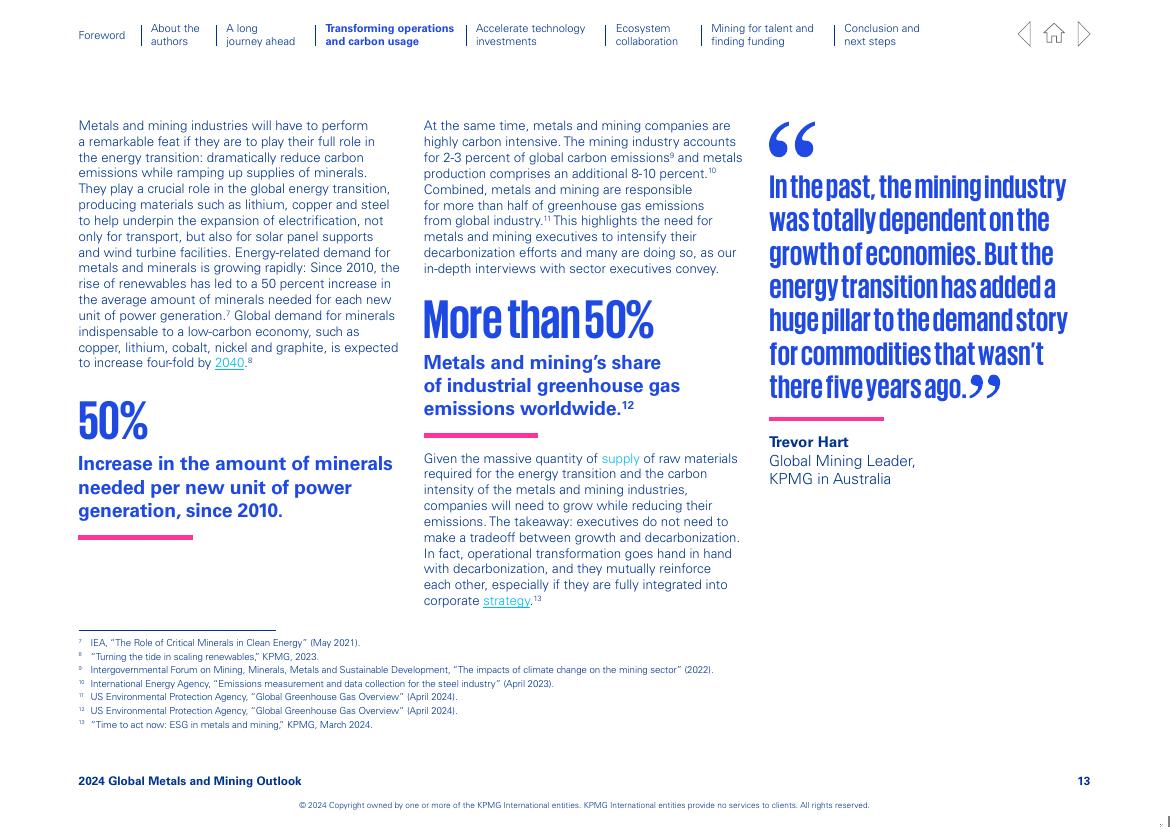 Foreword
About the
authors
A long
journey ahead
Transforming operations
and carbon usage
Accelerate technology
investments
Ecosystem
collaboration
Mining for talent and
finding funding
Conclusion and
next steps
Metals and mining industries will have to perform
a remarkable feat if they are to play their full role in
the energy transition: dramatically reduce carbon
emissions while ramping up supplies of minerals.
They play a crucial role in the global energy transition,
producing materials such as lithium, copper and steel
to help underpin the expansion of electrification, not
only for transport, but also for solar panel supports
and wind turbine facilities. Energy-related demand for
metals and minerals is growing rapidly: Since 2010, the
rise of renewables has led to a 50 percent increase in
the average amount of minerals needed for each new
unit of power generation.⁷ Global demand for minerals
indispensable to a low-carbon economy, such as
copper, lithium, cobalt, nickel and graphite, is expected
to increase four-fold by 2040.⁸
50%
Increase in the amount of minerals
needed per new unit of power
generation, since 2010.
At the same time, metals and mining companies are
highly carbon intensive. The mining industry accounts
for 2-3 percent of global carbon emissions⁹ and metals
production comprises an additional 8-10 percent.¹⁰
Combined, metals and mining are responsible
for more than half of greenhouse gas emissions
from global industry.¹¹ This highlights the need for
metals and mining executives to intensify their
decarbonization efforts and many are doing so, as our
in-depth interviews with sector executives convey.
More than 50%
Metals and mining's share
of industrial greenhouse gas
emissions worldwide.¹²
Given the massive quantity of supply of raw materials
required for the energy transition and the carbon
intensity of the metals and mining industries,
companies will need to grow while reducing their
emissions. The takeaway: executives do not need to
make a tradeoff between growth and decarbonization.
In fact, operational transformation goes hand in hand
with decarbonization, and they mutually reinforce
each other, especially if they are fully integrated into
corporate strategy.¹³
“
In the past, the mining industry
was totally dependent on the
growth of economies. But the
energy transition has added a
huge pillar to the demand story
for commodities that wasn't
there five years ago.”
Trevor Hart
Global Mining Leader,
KPMG in Australia
⁷ IEA, “The Role of Critical Minerals in Clean Energy” (May 2021).
⁸ “Turning the tide in scaling renewables,” KPMG, 2023.
⁹ Intergovernmental Forum on Mining, Minerals, Metals and Sustainable Development, “The impacts of climate change on the mining sector” (2022).
¹⁰ International Energy Agency, “Emissions measurement and data collection for the steel industry” (April 2023).
¹¹ US Environmental Protection Agency, “Global Greenhouse Gas Overview” (April 2024).
¹² US Environmental Protection Agency, “Global Greenhouse Gas Overview” (April 2024).
¹³ “Time to act now: ESG in metals and mining,” KPMG, March 2024.
2024 Global Metals and Mining Outlook
13
© 2024 Copyright owned by one or more of the KPMG International entities. KPMG International entities provide no services to clients. All rights reserved.